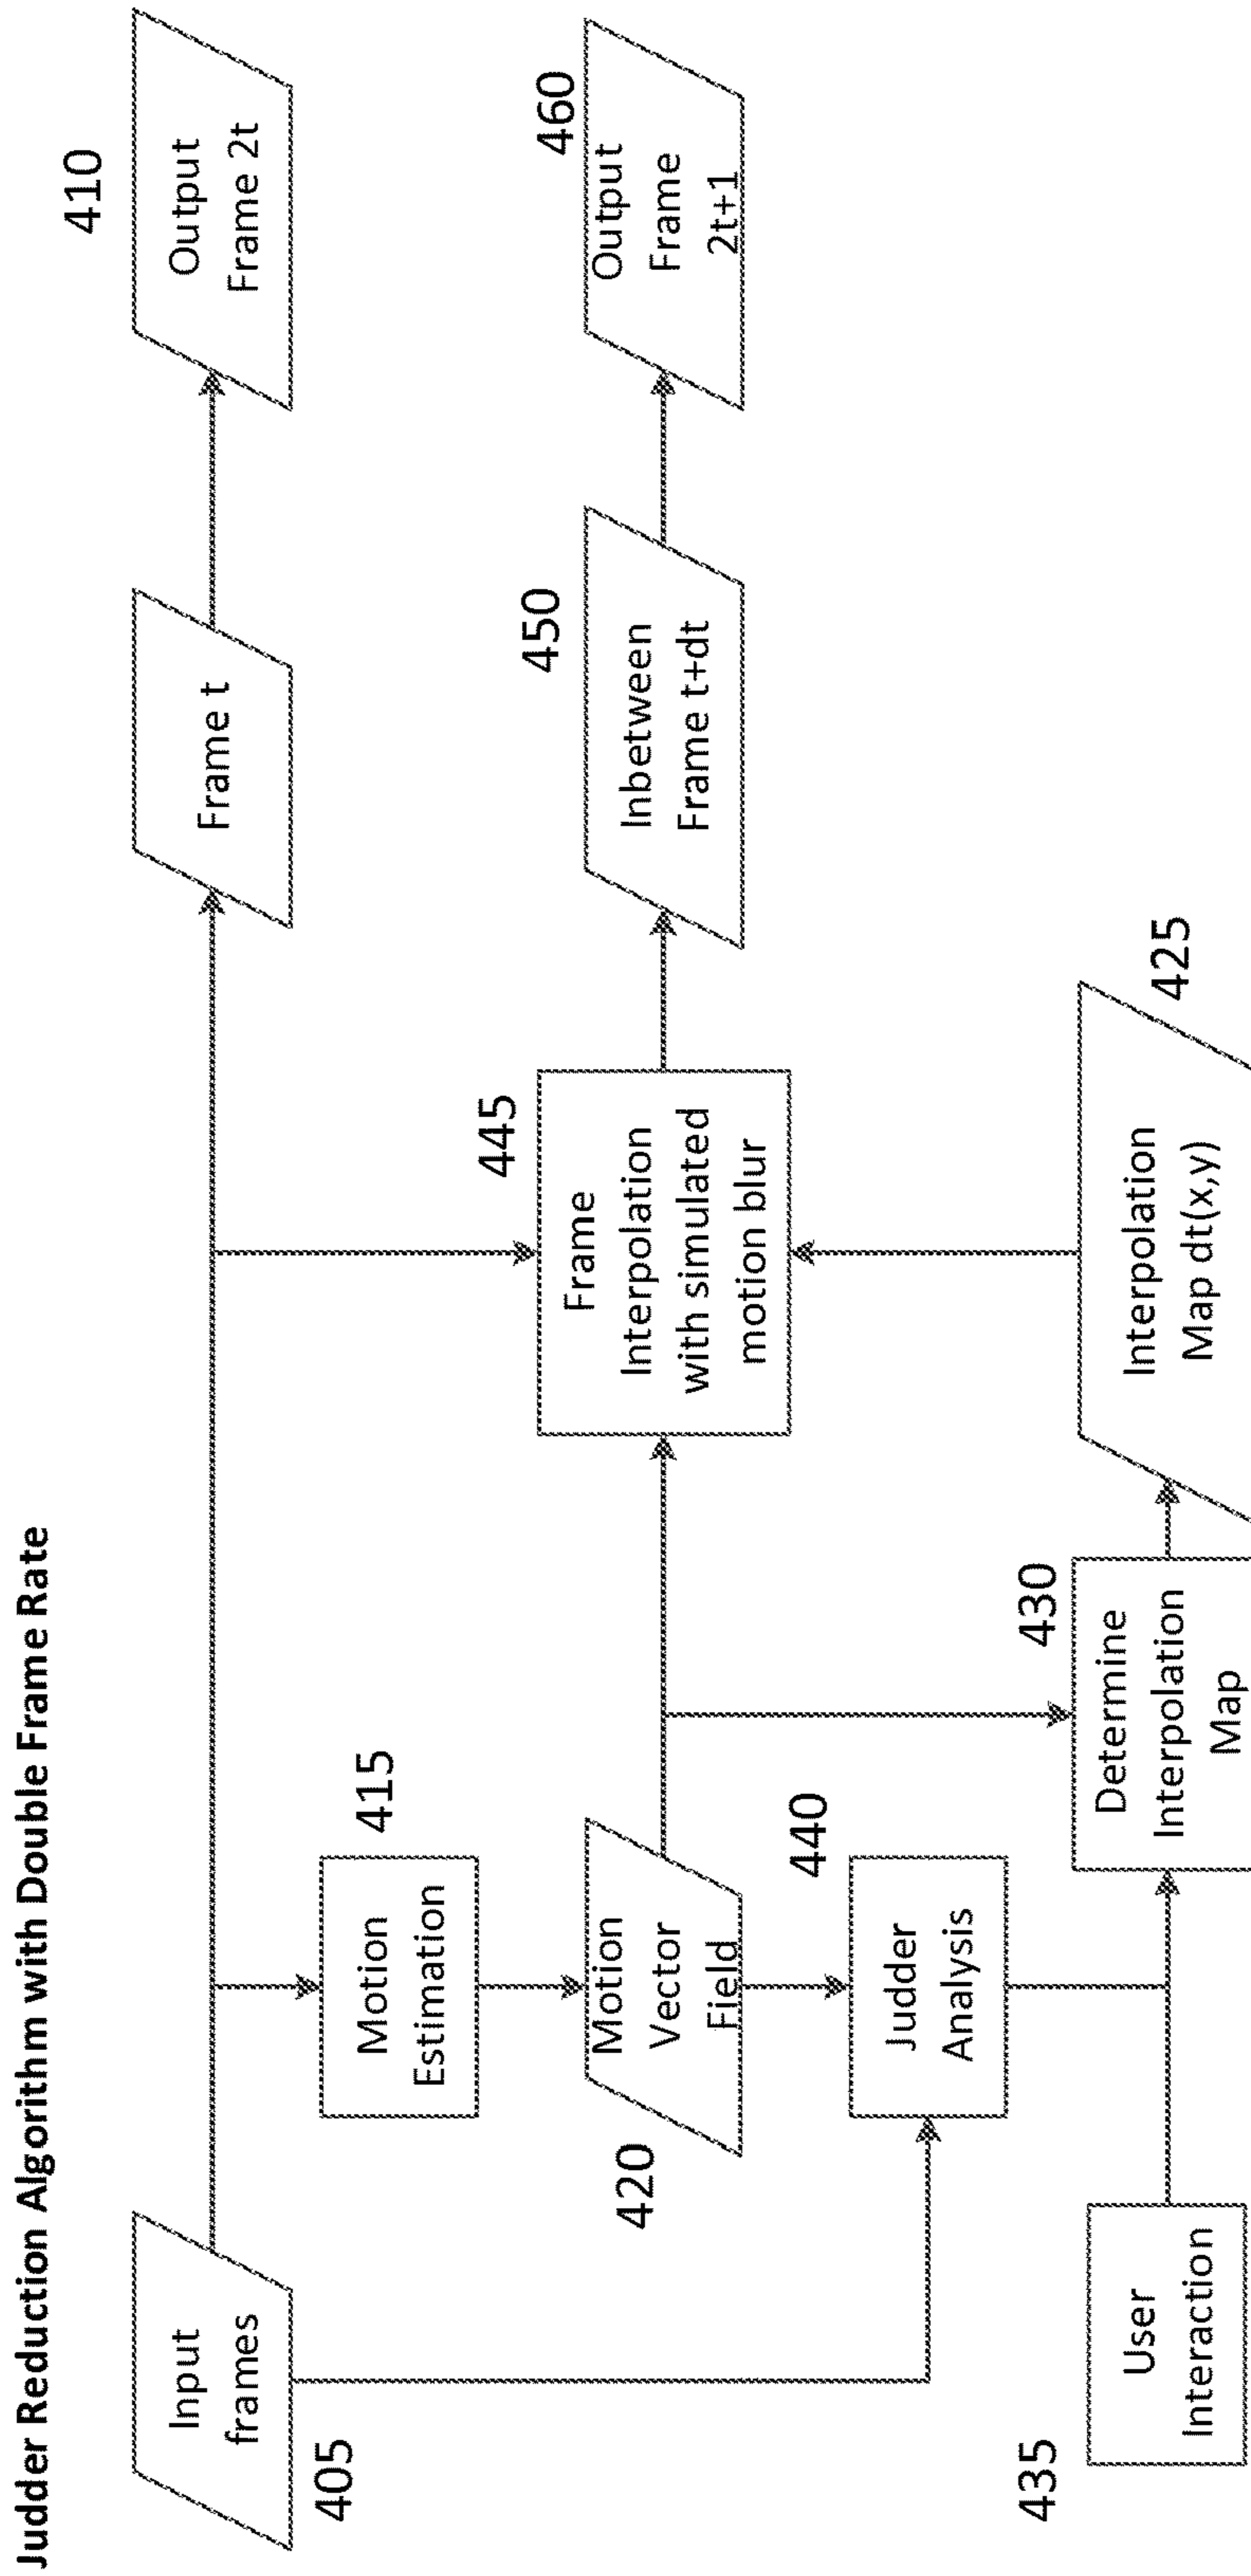 Judder Reduction Algorithm with Double Frame Rate
Input
frames
405
Frame t
Output
Frame 2t
410
Motion
Estimation
415
Motion
Vector
Field
420
Judder
Analysis
440
User
Interaction
435
Determine
Interpolation
Map
430
Interpolation
Map dt(x,y)
425
Frame
Interpolation
with simulated
motion blur
445
Inbetween
Frame t+dt
450
Output
Frame
2t+1
460